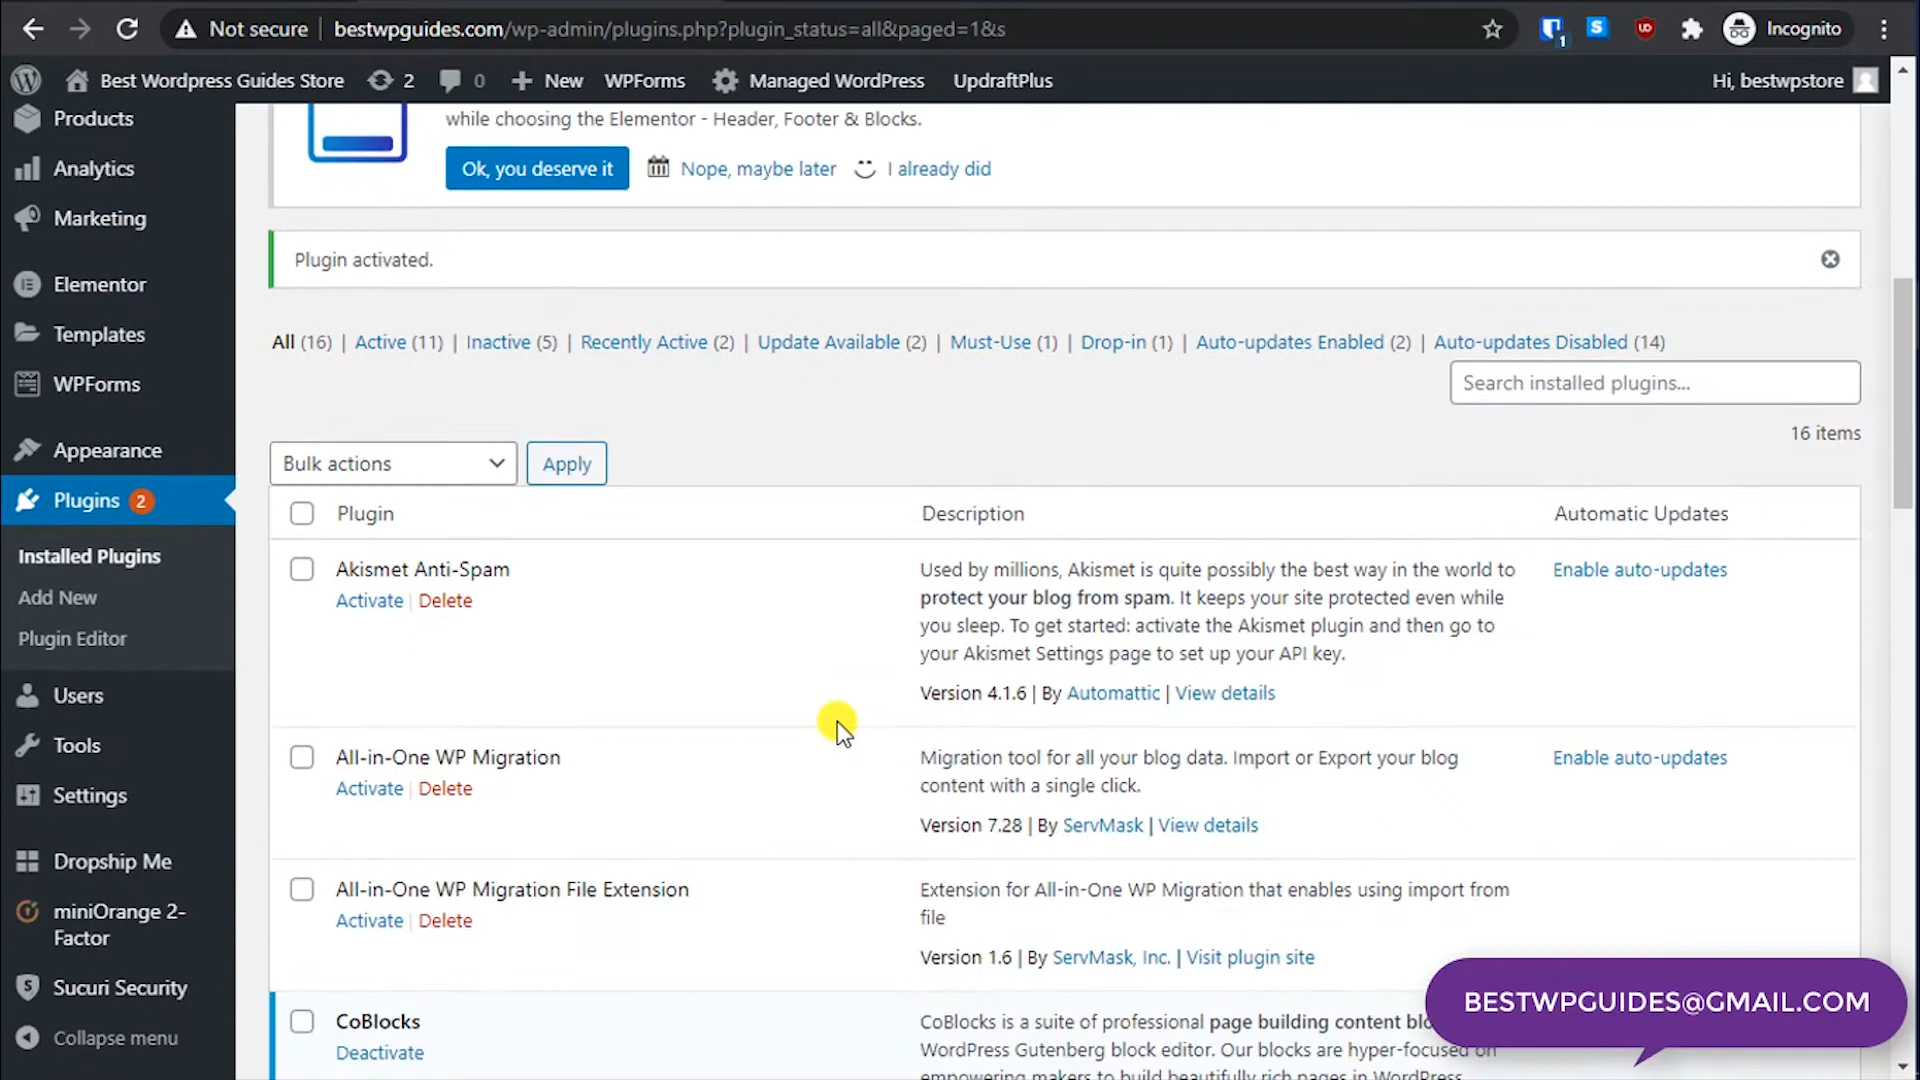 Not secure | bestwpguides.com/wp-admin/plugins.php?plugin_status=all&paged=1&s
1
UD
Incognito
Best Wordpress Guides Store
2
0
New
WPForms
Managed WordPress
UpdraftPlus
Hi, bestwpstore
Products
Analytics
Marketing
Elementor
Templates
WPForms
Appearance
Plugins 2
Installed Plugins
Add New
Plugin Editor
Users
Tools
Settings
Dropship Me
miniOrange 2-
Factor
Sucuri Security
Collapse menu
while choosing the Elementor - Header, Footer & Blocks.
Ok, you deserve it
Nope, maybe later
I already did
Plugin activated.
All (16) | Active (11) | Inactive (5) | Recently Active (2) | Update Available (2) | Must-Use (1) | Drop-in (1) | Auto-updates Enabled (2) | Auto-updates Disabled (14)
Search installed plugins...
16 items
Bulk actions
Apply
Plugin
Description
Automatic Updates
Akismet Anti-Spam
Activate | Delete
Used by millions, Akismet is quite possibly the best way in the world to
protect your blog from spam. It keeps your site protected even while
you sleep. To get started: activate the Akismet plugin and then go to
your Akismet Settings page to set up your API key.
Version 4.1.6 | By Automattic | View details
Enable auto-updates
All-in-One WP Migration
Activate | Delete
Migration tool for all your blog data. Import or Export your blog
content with a single click.
Version 7.28 | By ServMask | View details
Enable auto-updates
All-in-One WP Migration File Extension
Activate | Delete
Extension for All-in-One WP Migration that enables using import from
file
Version 1.6 | By ServMask, Inc. | Visit plugin site
CoBlocks
Deactivate
CoBlocks is a suite of professional page building content
WordPress Gutenberg block editor. Our blocks are hyper-focused on
empowering makers to build beautifully rich pages in WordPress
BESTWPGUIDES@GMAIL.COM